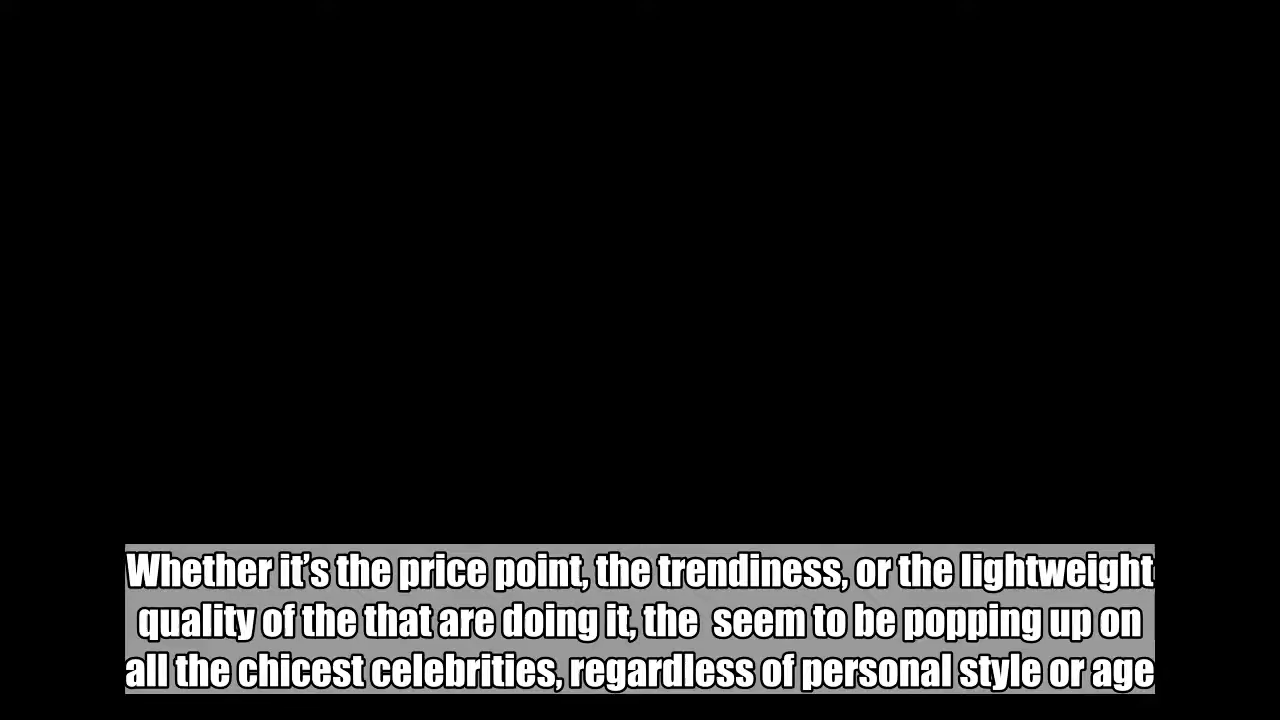 Whether it’s the price point, the trendiness, or the lightweight
quality of the that are doing it, the  seem to be popping up on
all the chicest celebrities, regardless of personal style or age